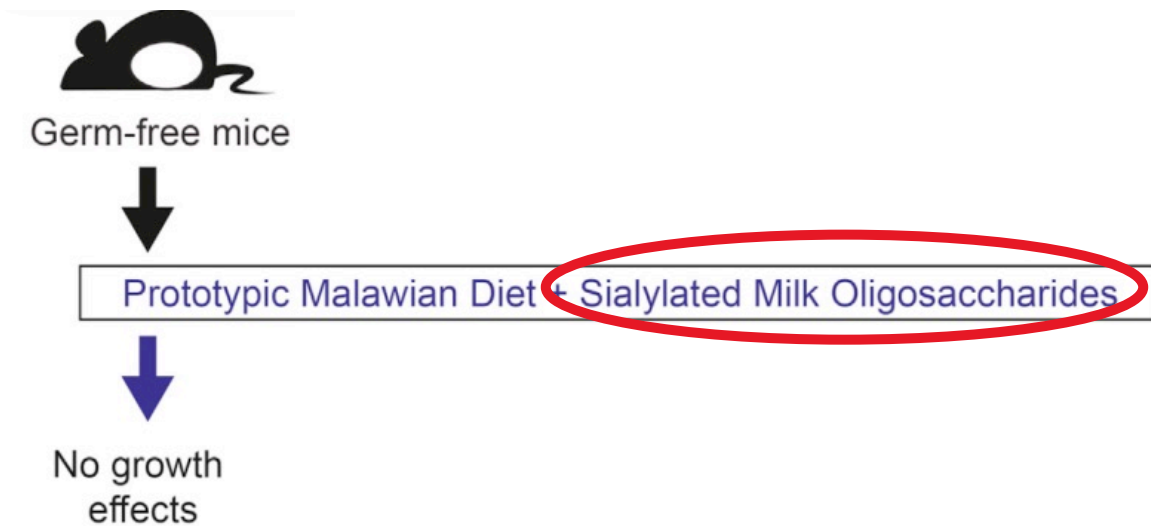 Germ-free mice
Prototypic Malawian Diet + Sialylated Milk Oligosaccharides
No growth
effects